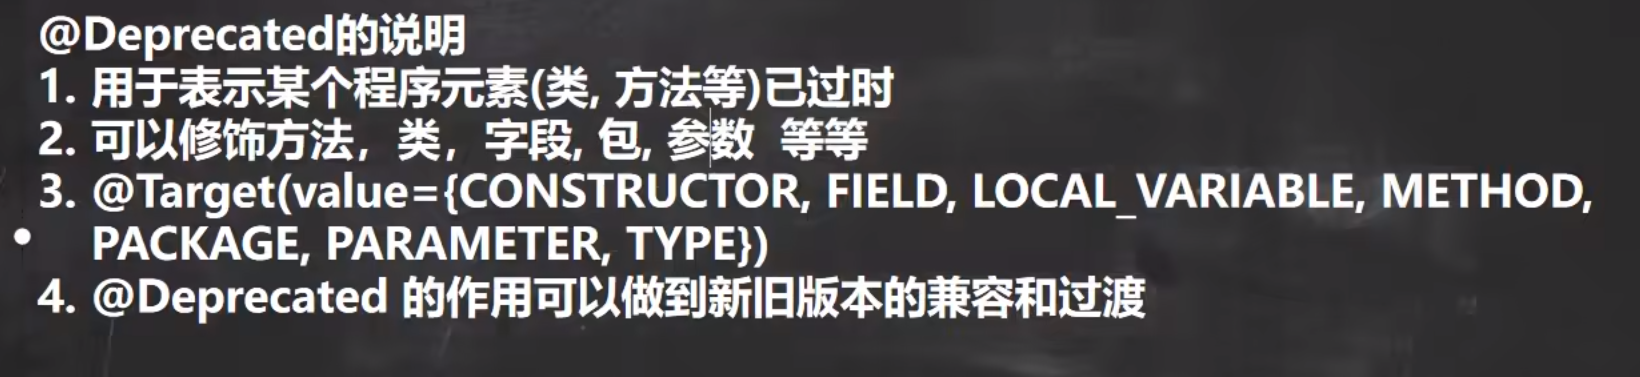 @Deprecated的说明
1. 用于表示某个程序元素(类, 方法等)已过时
2. 可以修饰方法，类，字段, 包, 参数 等等
3. @Target(value={CONSTRUCTOR, FIELD, LOCAL_VARIABLE, METHOD,
• PACKAGE, PARAMETER, TYPE})
4. @Deprecated 的作用可以做到新旧版本的兼容和过渡